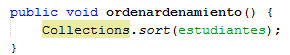 public void ordenardenamiento() {
Collections.sort(estudiantes);
}